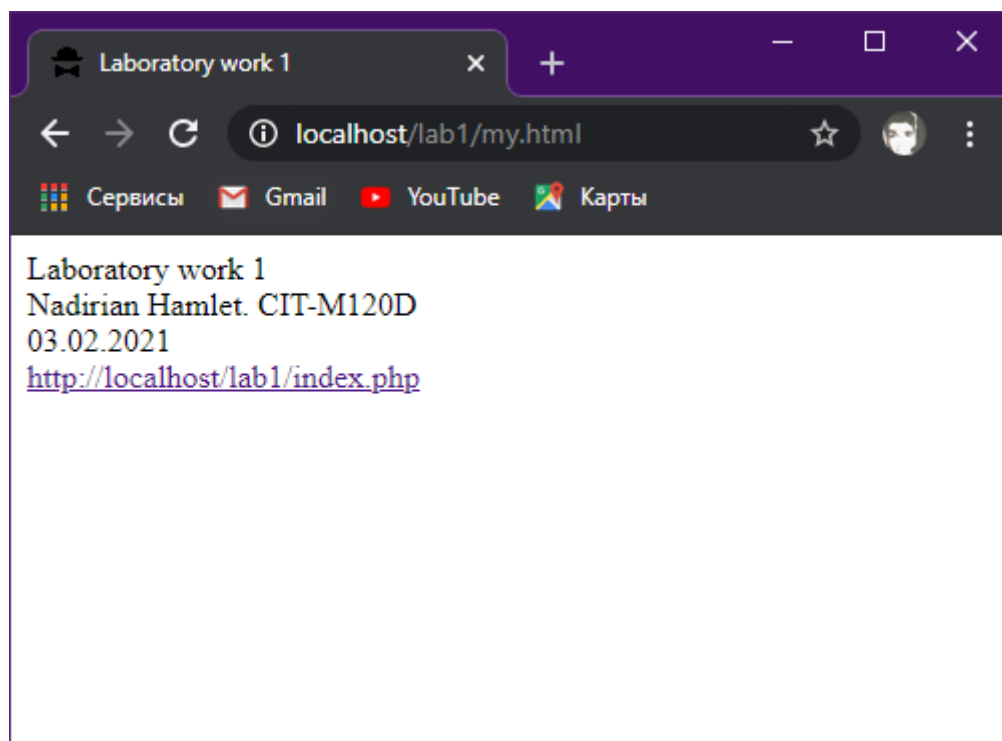 Laboratory work 1
localhost/lab1/my.html
Сервисы Gmail YouTube Карты
Laboratory work 1
Nadirian Hamlet. CIT-M120D
03.02.2021
http://localhost/lab1/index.php